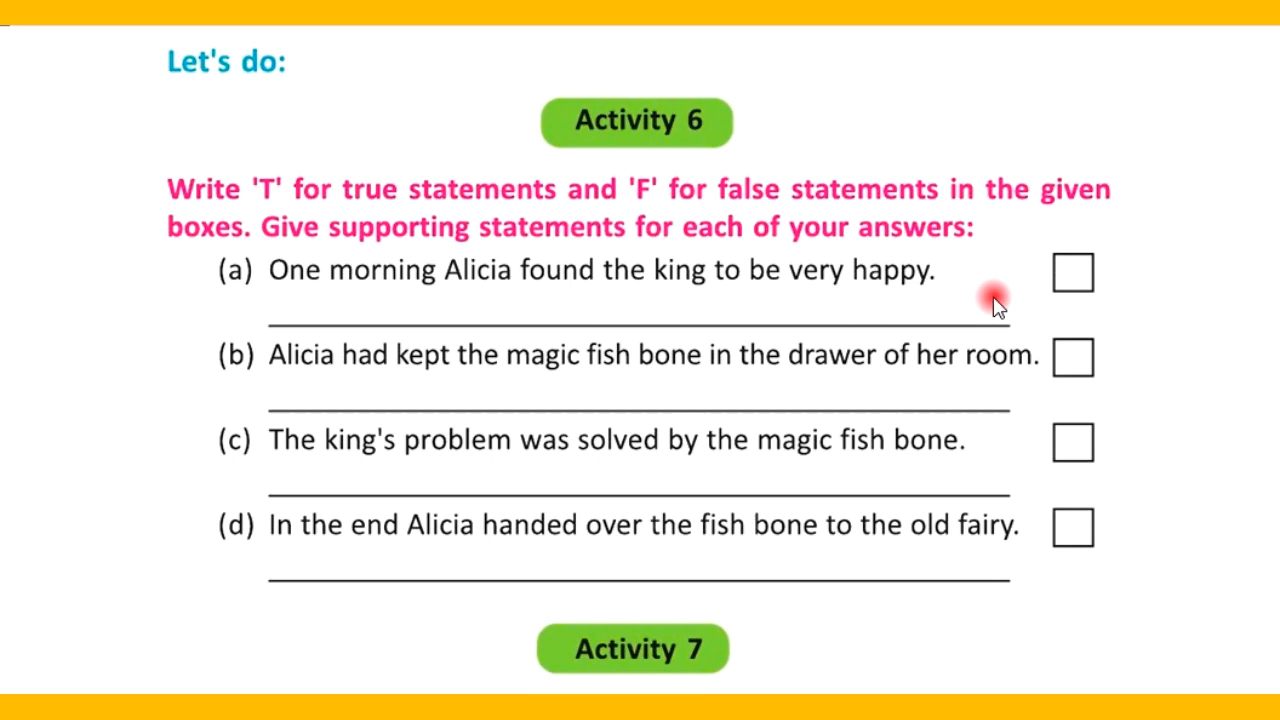 Let's do:
Activity 6
Write 'T' for true statements and 'F' for false statements in the given
boxes. Give supporting statements for each of your answers:
(a) One morning Alicia found the king to be very happy.
(b) Alicia had kept the magic fish bone in the drawer of her room.
(c) The king's problem was solved by the magic fish bone.
(d) In the end Alicia handed over the fish bone to the old fairy.
Activity 7